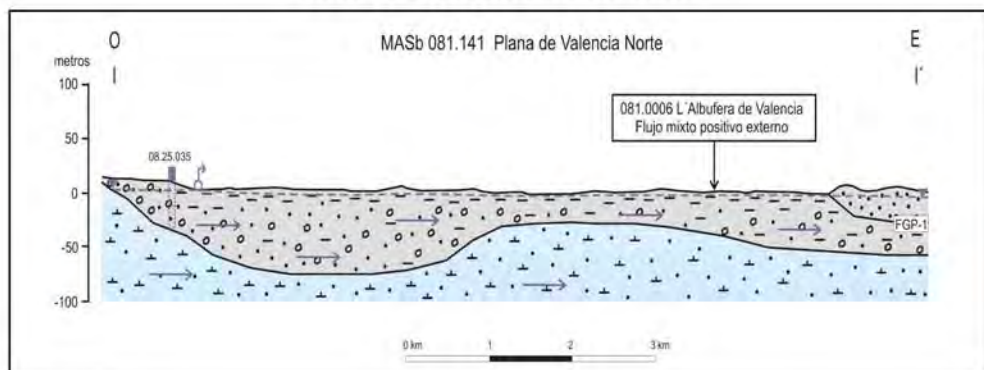 O
MASb 081.141 Plana de Valencia Norte
E
I
I´
metros
100
50
0
-50
-100
08.25.035
081.0006 L´Albufera de Valencia
Flujo mixto positivo externo
FGP-1
0 km
1
2
3 km